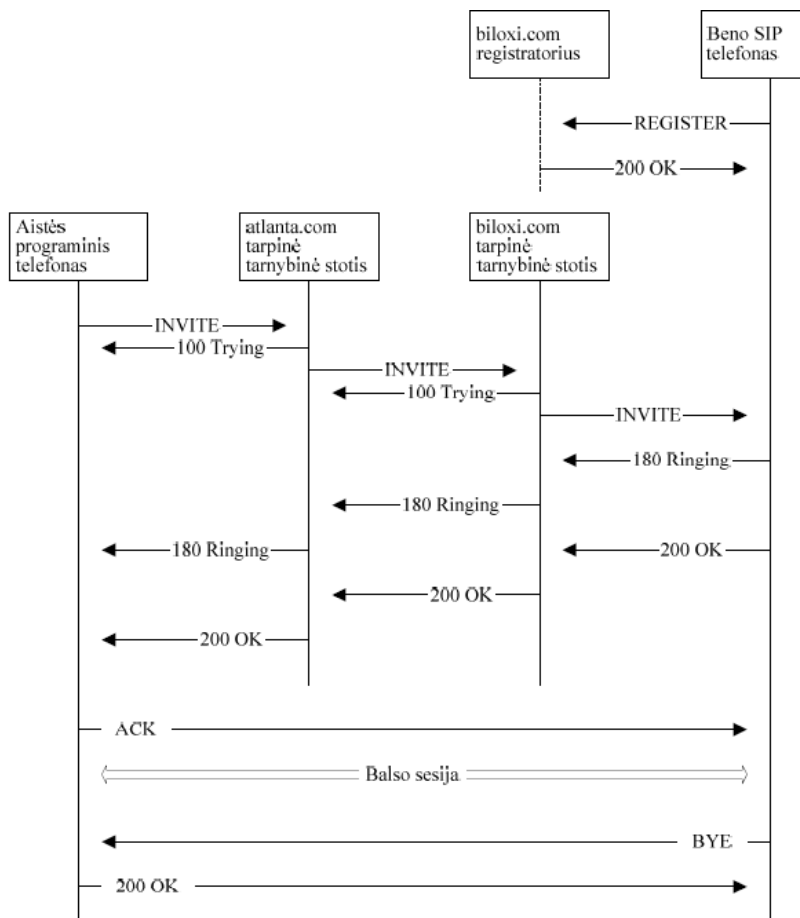 biloxi.com
registratorius
Beno SIP
telefonas
REGISTER
200 OK
Aistės
programinis
telefonas
atlanta.com
tarpinė
tarnybinė stotis
biloxi.com
tarpinė
tarnybinė stotis
INVITE
100 Trying
INVITE
100 Trying
INVITE
180 Ringing
180 Ringing
180 Ringing
200 OK
200 OK
200 OK
ACK
Balso sesija
BYE
200 OK